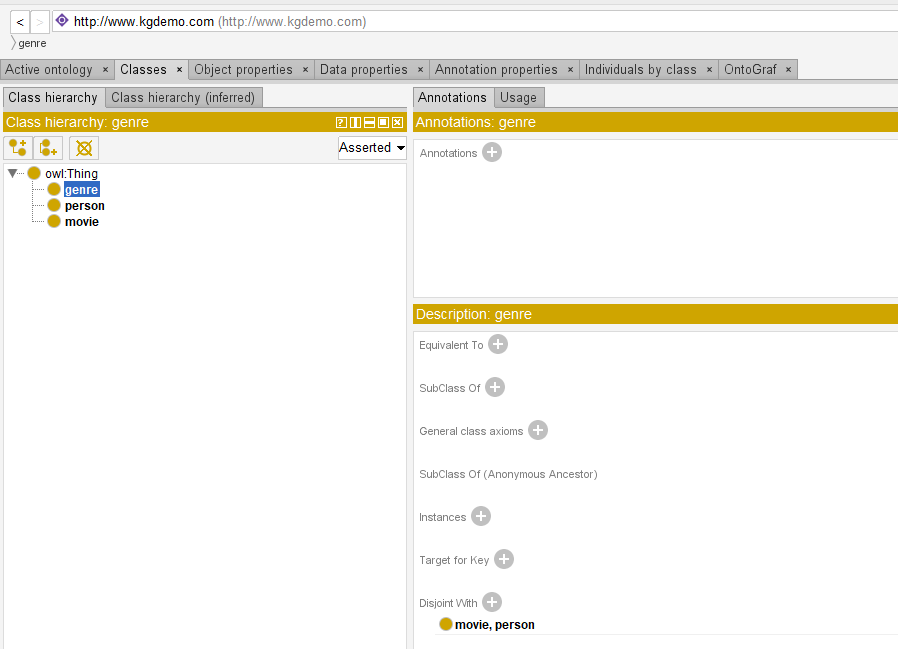 < > http://www.kgdemo.com (http://www.kgdemo.com)
genre
Active ontology × Classes × Object properties × Data properties × Annotation properties × Individuals by class × OntoGraf ×
Class hierarchy Class hierarchy (inferred)
Class hierarchy: genre
Asserted
owl:Thing
genre
person
movie
Annotations Usage
Annotations: genre
Annotations
Description: genre
Equivalent To
SubClass Of
General class axioms
SubClass Of (Anonymous Ancestor)
Instances
Target for Key
Disjoint With
movie, person